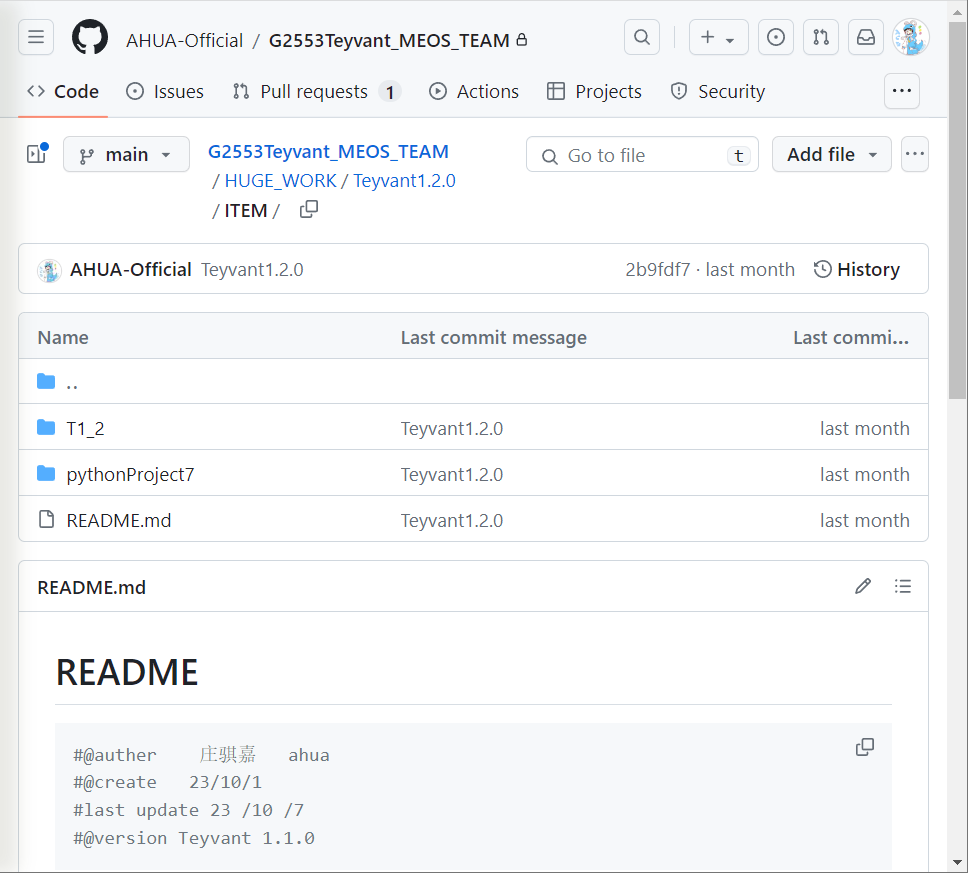 AHUA-Official / G2553Teyvant_MEOS_TEAM
Code Issues Pull requests 1 Actions Projects Security
main
G2553Teyvant_MEOS_TEAM
/ HUGE_WORK / Teyvant1.2.0
/ ITEM /
Go to file t
Add file
AHUA-Official Teyvant1.2.0 2b9fdf7 · last month History
Name Last commit message Last commi...
..
T1_2 Teyvant1.2.0 last month
pythonProject7 Teyvant1.2.0 last month
README.md Teyvant1.2.0 last month
README.md
README
#@auther 庄骐嘉 ahua
#@create 23/10/1
#last update 23 /10 /7
#@version Teyvant 1.1.0